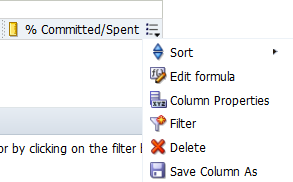 % Committed/Spent
Sort
Edit formula
Column Properties
Filter
or by clicking on the filter
Delete
Save Column As